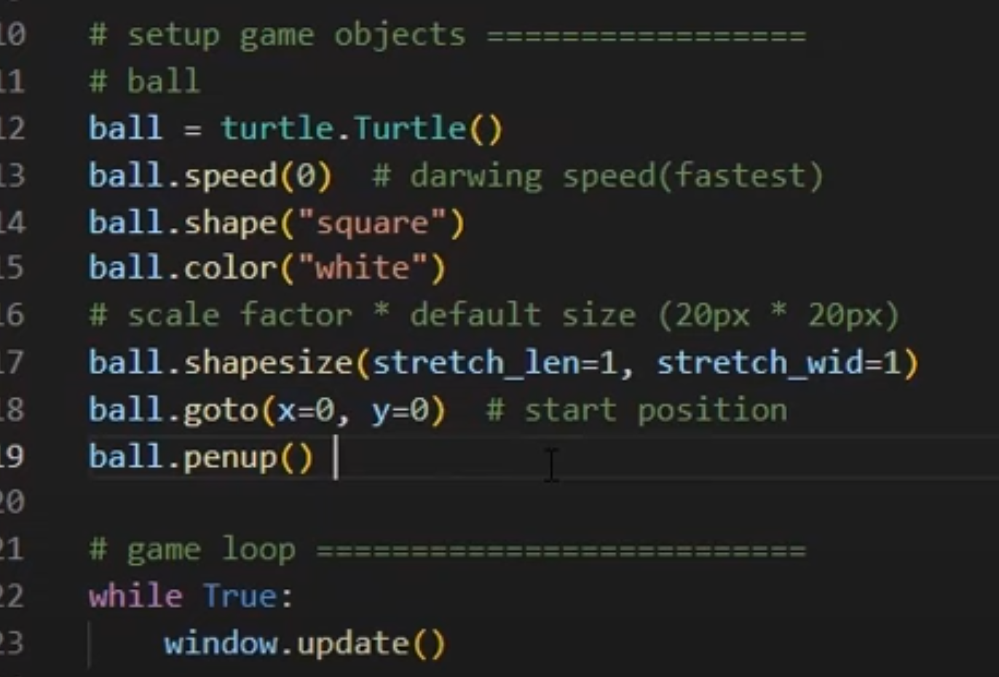 10 # setup game objects =================
11 # ball
12 ball = turtle.Turtle()
13 ball.speed(0)  # darwing speed(fastest)
14 ball.shape("square")
15 ball.color("white")
16 # scale factor * default size (20px * 20px)
17 ball.shapesize(stretch_len=1, stretch_wid=1)
18 ball.goto(x=0, y=0)  # start position
19 ball.penup()
20
21 # game loop ==========================
22 while True:
23     window.update()